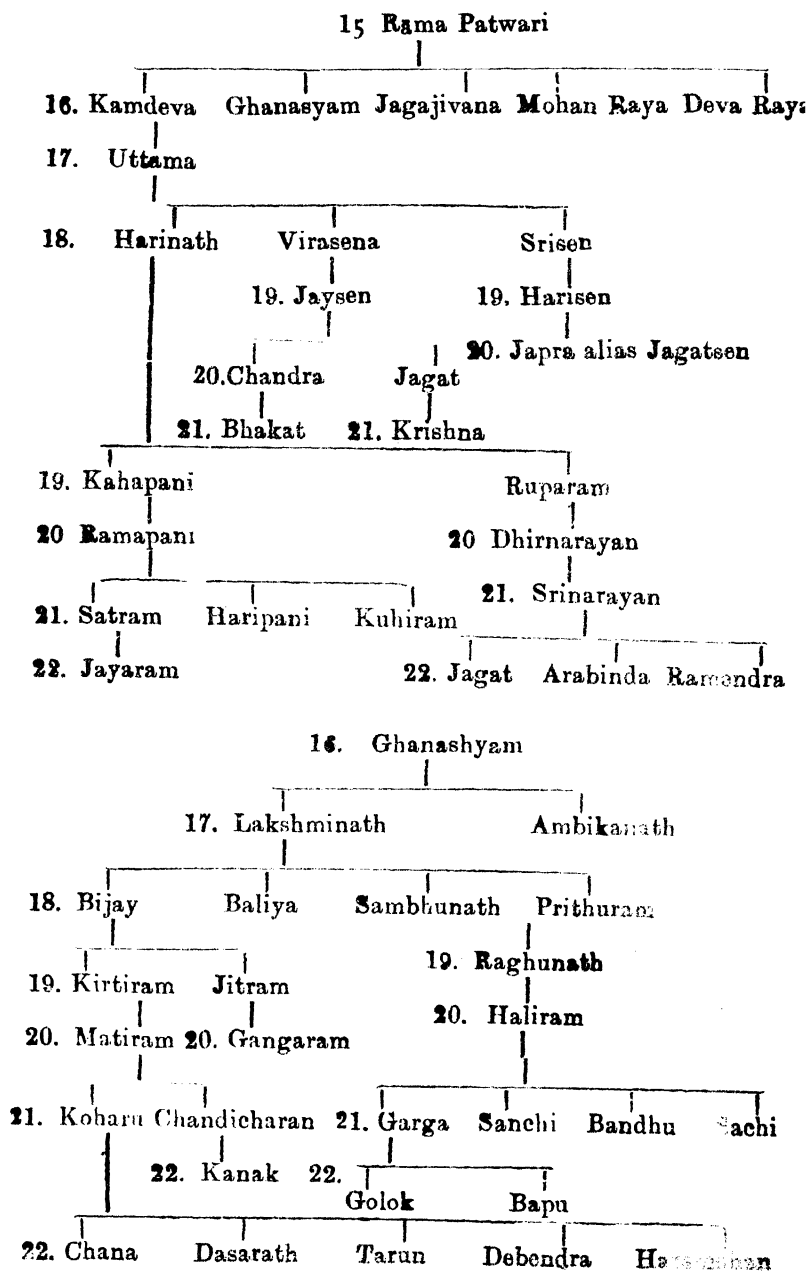 15 Rama Patwari
16. Kamdeva Ghanasyam Jagajivana Mohan Raya Deva Raya
17. Uttama
18. Harinath Virasena Srisen
19. Jaysen 19. Harisen
20. Japra alias Jagatsen
20. Chandra Jagat
21. Bhakat 21. Krishna
19. Kahapani Ruparam
20 Ramapani 20 Dhirnarayan
21. Srinarayan
21. Satram Haripani Kuhiram
22. Jayaram 22. Jagat Arabinda Ramendra
16. Ghanashyam
17. Lakshminath Ambikanath
18. Bijay Baliya Sambhunath Prithuram
19. Raghunath
19. Kirtiram Jitram
20. Haliram
20. Matiram 20. Gangaram
21. Koharu Chandicharan 21. Garga Sanchi Bandhu
22. Kanak 22.
Golok Bapu
22. Chana Dasarath Tarun Debendra